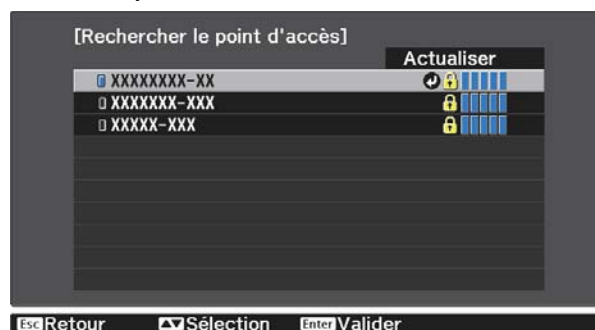 [Rechercher le point d'accès]
Actualiser
XXXXXXXX-XX
XXXXXXX-XXX
XXXXX-XXX
Esc Retour Sélection Enter Valider